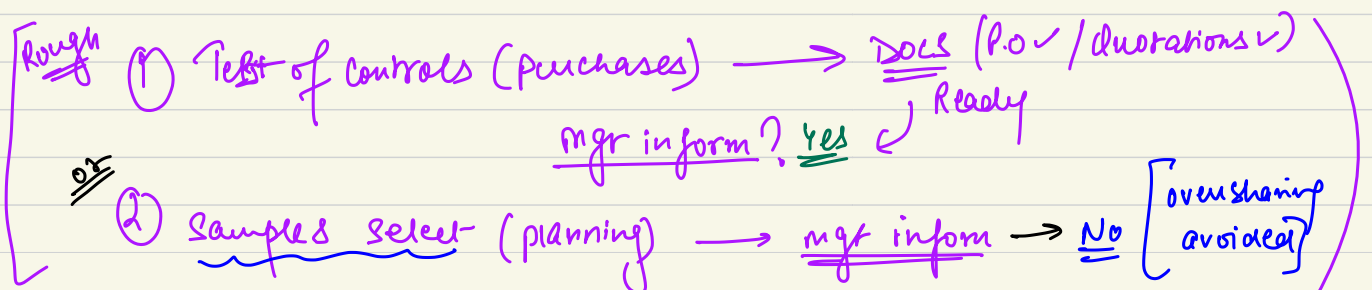 Rough ① Test of controls (purchases) → Docs (P.O ✓ / Quotations ✓)
Ready
mgr inform? Yes
or
② Samples select (planning) → mgt inform → No [oversharing
avoided]